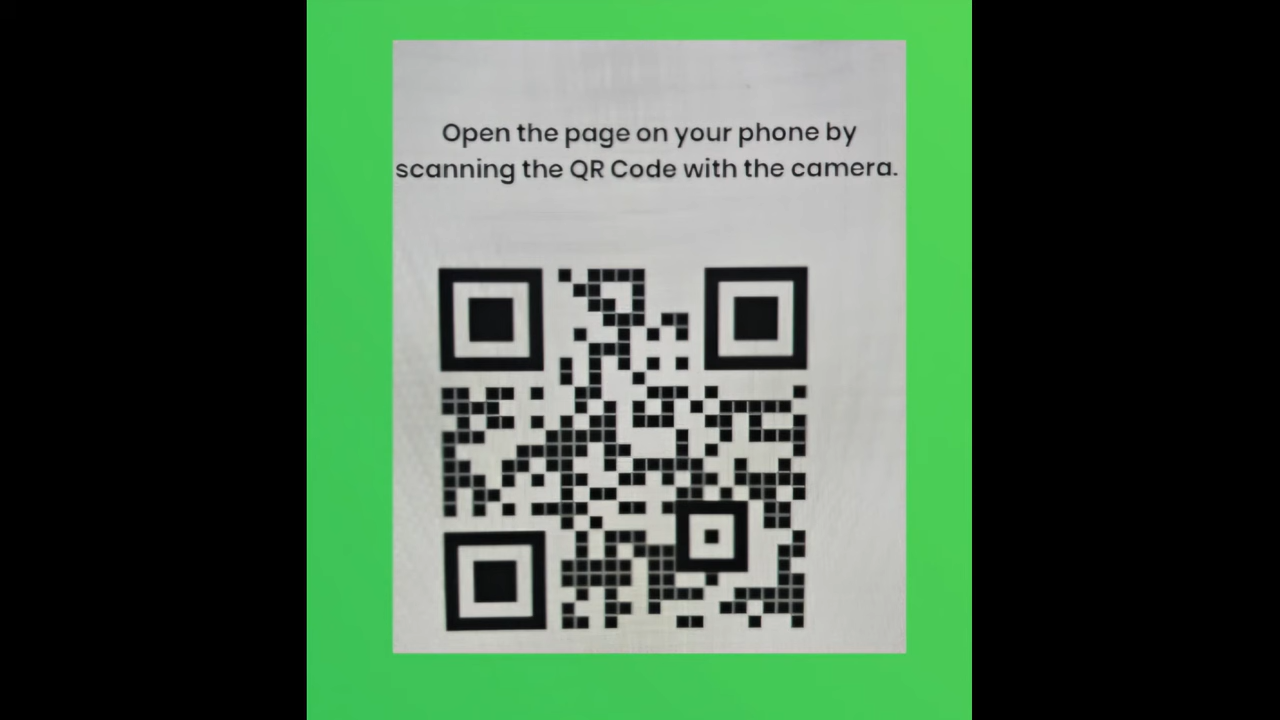 Open the page on your phone by
scanning the QR Code with the camera.